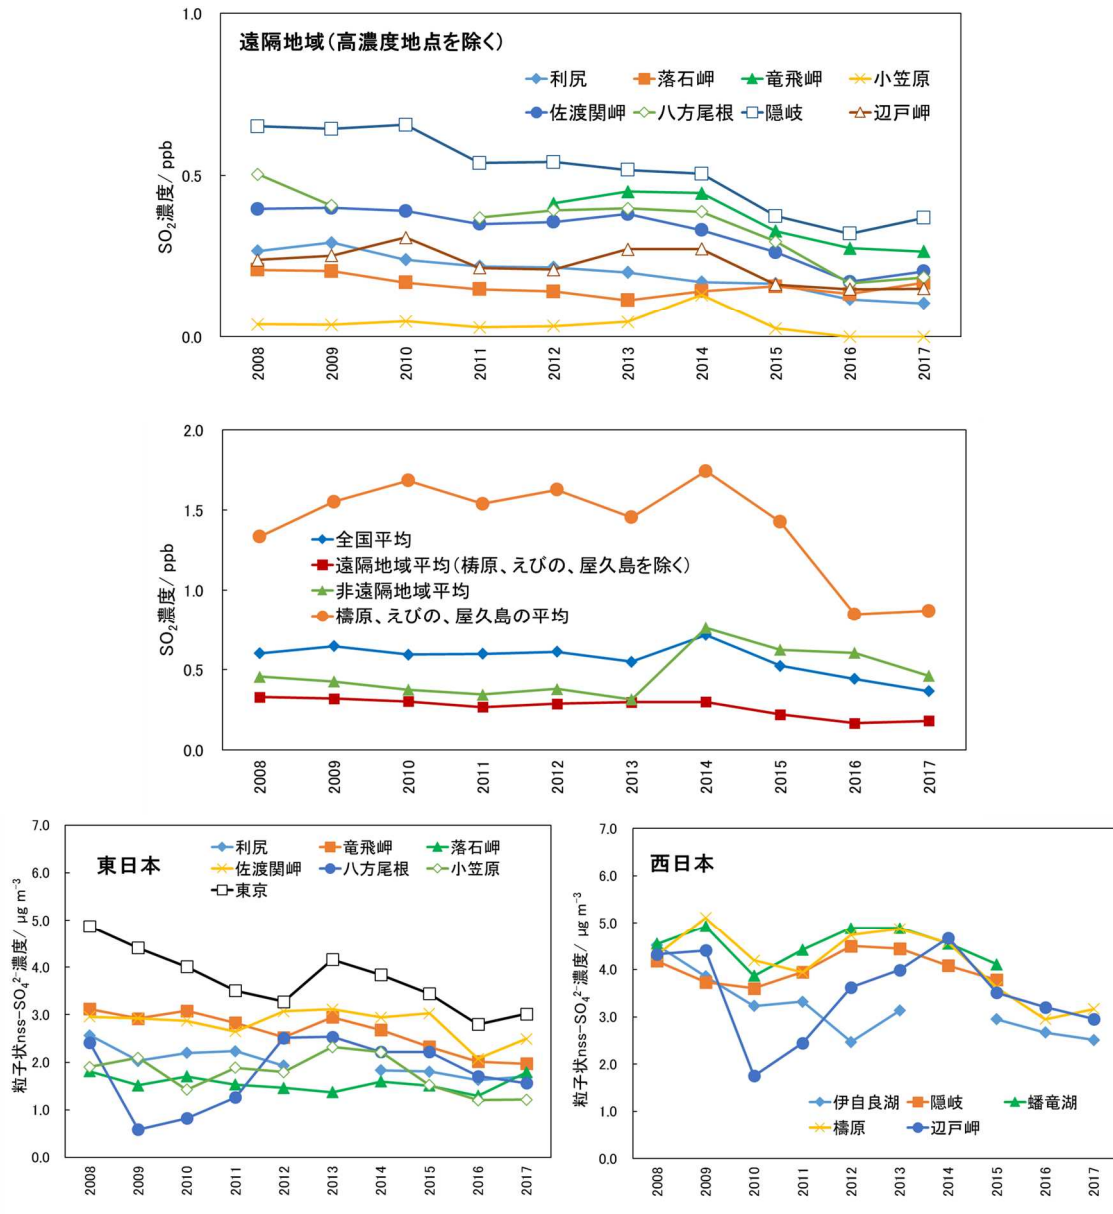 遠隔地域(高濃度地点を除く)
利尻 落石岬 竜飛岬 小笠原
佐渡関岬 八方尾根 隠岐 辺戸岬
SO₂濃度/ ppb
1.0
0.5
0.0
2008 2009 2010 2011 2012 2013 2014 2015 2016 2017
SO₂濃度/ ppb
2.0
1.5
1.0
0.5
0.0
全国平均
遠隔地域平均(梼原、えびの、屋久島を除く)
非遠隔地域平均
檮原、えびの、屋久島の平均
2008 2009 2010 2011 2012 2013 2014 2015 2016 2017
東日本
利尻 竜飛岬 落石岬
佐渡関岬 八方尾根 小笠原
東京
粒子状nss-SO₄²⁻濃度/ μg m⁻³
7.0
6.0
5.0
4.0
3.0
2.0
1.0
0.0
2008 2009 2010 2011 2012 2013 2014 2015 2016 2017
西日本
粒子状nss-SO₄²⁻濃度/ μg m⁻³
7.0
6.0
5.0
4.0
3.0
2.0
1.0
0.0
伊自良湖 隠岐 蟠竜湖
檮原 辺戸岬
2008 2009 2010 2011 2012 2013 2014 2015 2016 2017